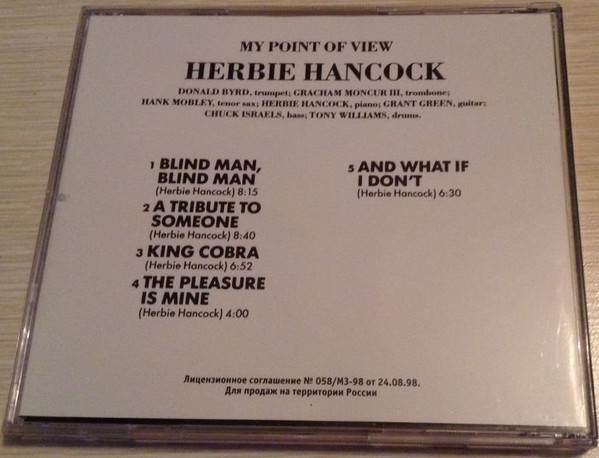 MY POINT OF VIEW
HERBIE HANCOCK
DONALD BYRD, trumpet; GRACHAM MONCUR III, trombone;
HANK MOBLEY, tenor sax; HERBIE HANCOCK, piano; GRANT GREEN, guitar;
CHUCK ISRAELS, bass; TONY WILLIAMS, drums.
1 BLIND MAN,
BLIND MAN
(Herbie Hancock) 8:15
2 A TRIBUTE TO
SOMEONE
(Herbie Hancock) 8:40
3 KING COBRA
(Herbie Hancock) 6:52
4 THE PLEASURE
IS MINE
(Herbie Hancock) 4:00
5 AND WHAT IF
I DON'T
(Herbie Hancock) 6:30
Лицензионное соглашение № 058/МЗ-98 от 24.08.98.
Для продаж на территории России